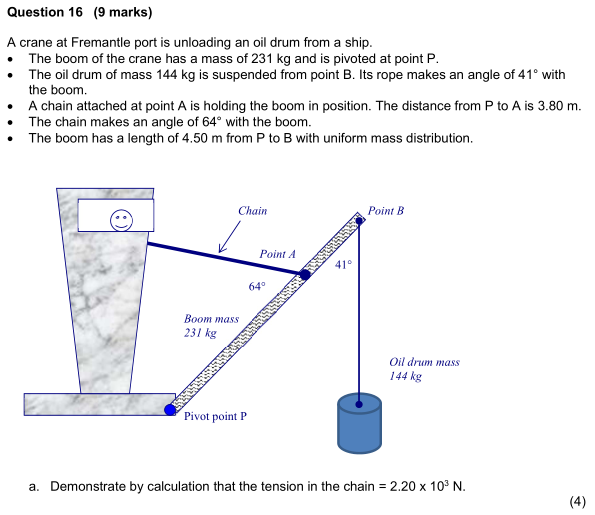 Question 16 (9 marks)
A crane at Fremantle port is unloading an oil drum from a ship.
• The boom of the crane has a mass of 231 kg and is pivoted at point P.
• The oil drum of mass 144 kg is suspended from point B. Its rope makes an angle of 41° with
the boom.
• A chain attached at point A is holding the boom in position. The distance from P to A is 3.80 m.
• The chain makes an angle of 64° with the boom.
• The boom has a length of 4.50 m from P to B with uniform mass distribution.
Chain
Point B
Point A
41°
64°
Boom mass
231 kg
Oil drum mass
144 kg
Pivot point P
a. Demonstrate by calculation that the tension in the chain = 2.20 x 10³ N.
(4)